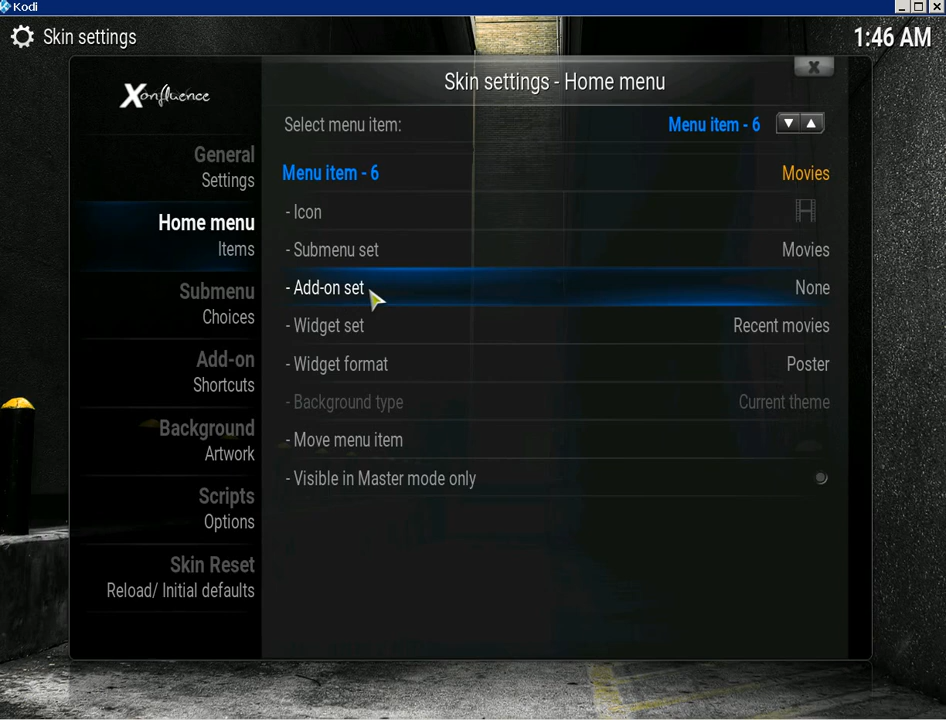 Kodi
Skin settings
1:46 AM
Xonfluence
Skin settings - Home menu
Select menu item: Menu item - 6
General
Settings
Home menu
Items
Submenu
Choices
Add-on
Shortcuts
Background
Artwork
Scripts
Options
Skin Reset
Reload/ Initial defaults
Menu item - 6 Movies
- Icon
- Submenu set Movies
- Add-on set None
- Widget set Recent movies
- Widget format Poster
- Background type Current theme
- Move menu item
- Visible in Master mode only